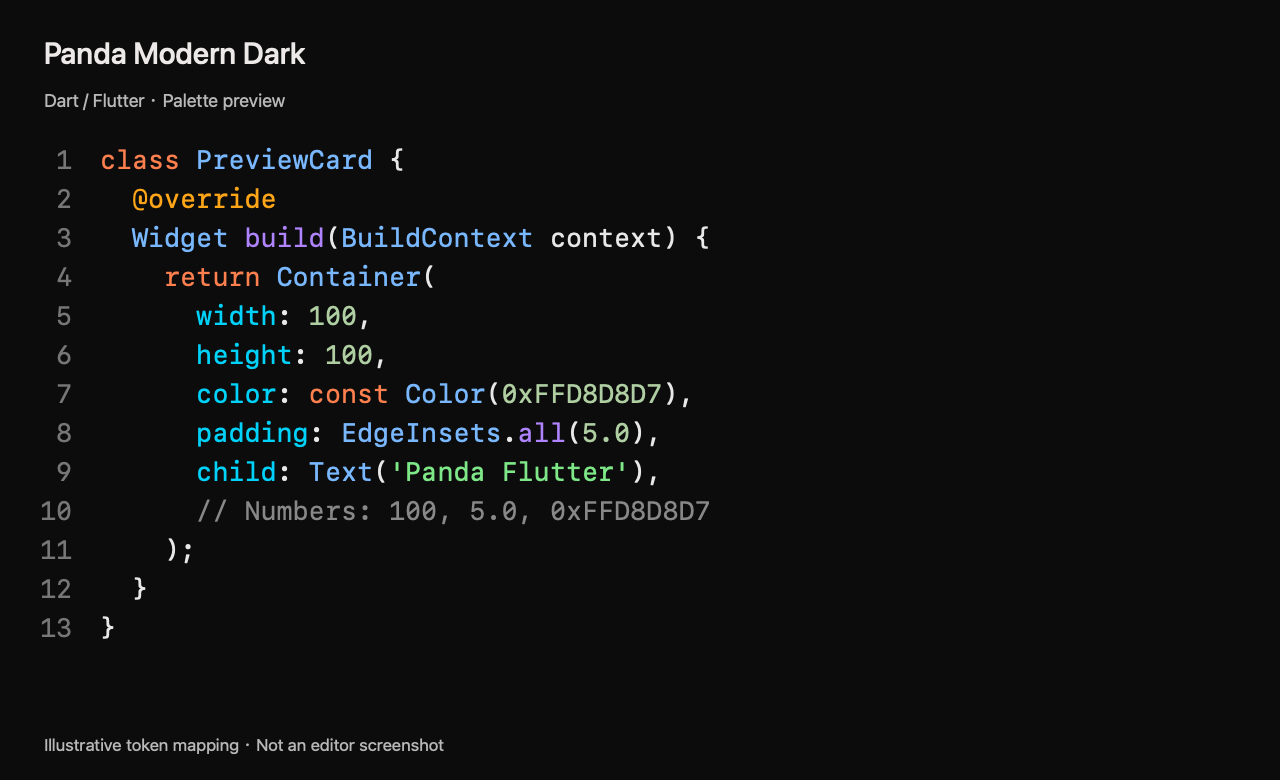 Panda Modern Dark
Dart / Flutter · Palette preview
1 class PreviewCard {
2   @override
3   Widget build(BuildContext context) {
4     return Container(
5       width: 100,
6       height: 100,
7       color: const Color(0xFFD8D8D7),
8       padding: EdgeInsets.all(5.0),
9       child: Text('Panda Flutter'),
10       // Numbers: 100, 5.0, 0xFFD8D8D7
11     );
12   }
13 }
Illustrative token mapping · Not an editor screenshot